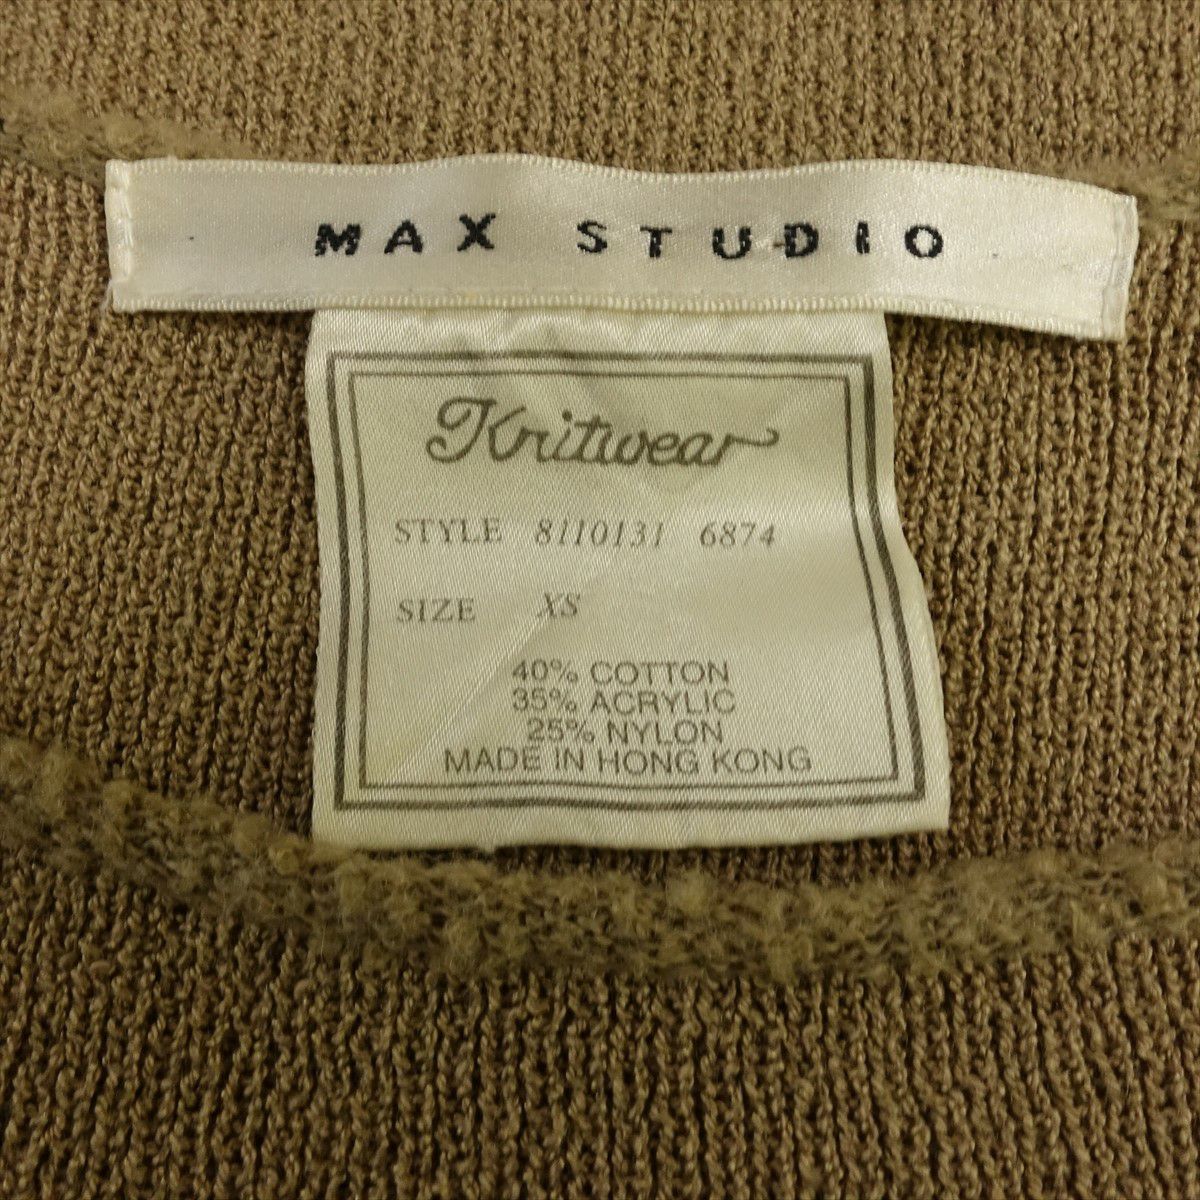 MAX STUDIO
Knitwear
STYLE 8110131 6874
SIZE XS
40% COTTON
35% ACRYLIC
25% NYLON
MADE IN HONG KONG